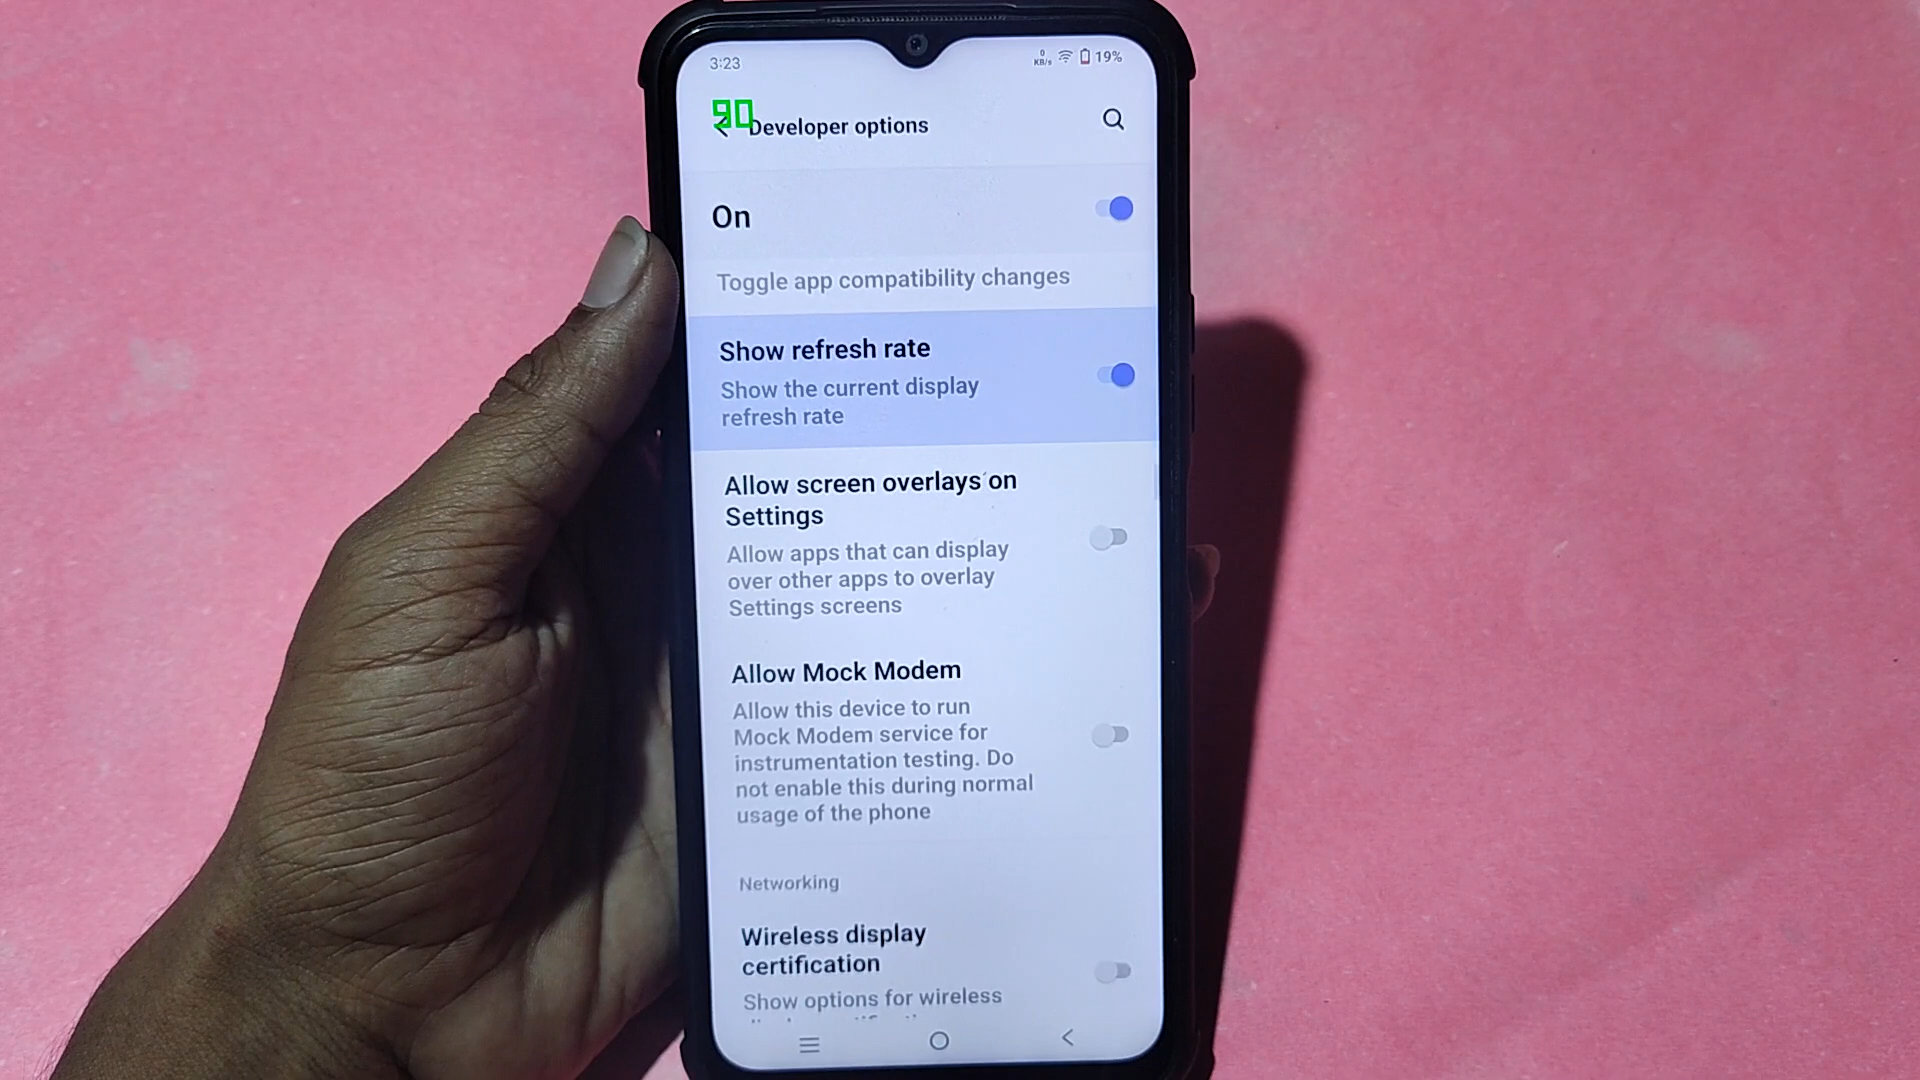 3:23
0
KB/s
19%
90
Developer options
On
Toggle app compatibility changes
Show refresh rate
Show the current display
refresh rate
Allow screen overlays on
Settings
Allow apps that can display
over other apps to overlay
Settings screens
Allow Mock Modem
Allow this device to run
Mock Modem service for
instrumentation testing. Do
not enable this during normal
usage of the phone
Networking
Wireless display
certification
Show options for wireless